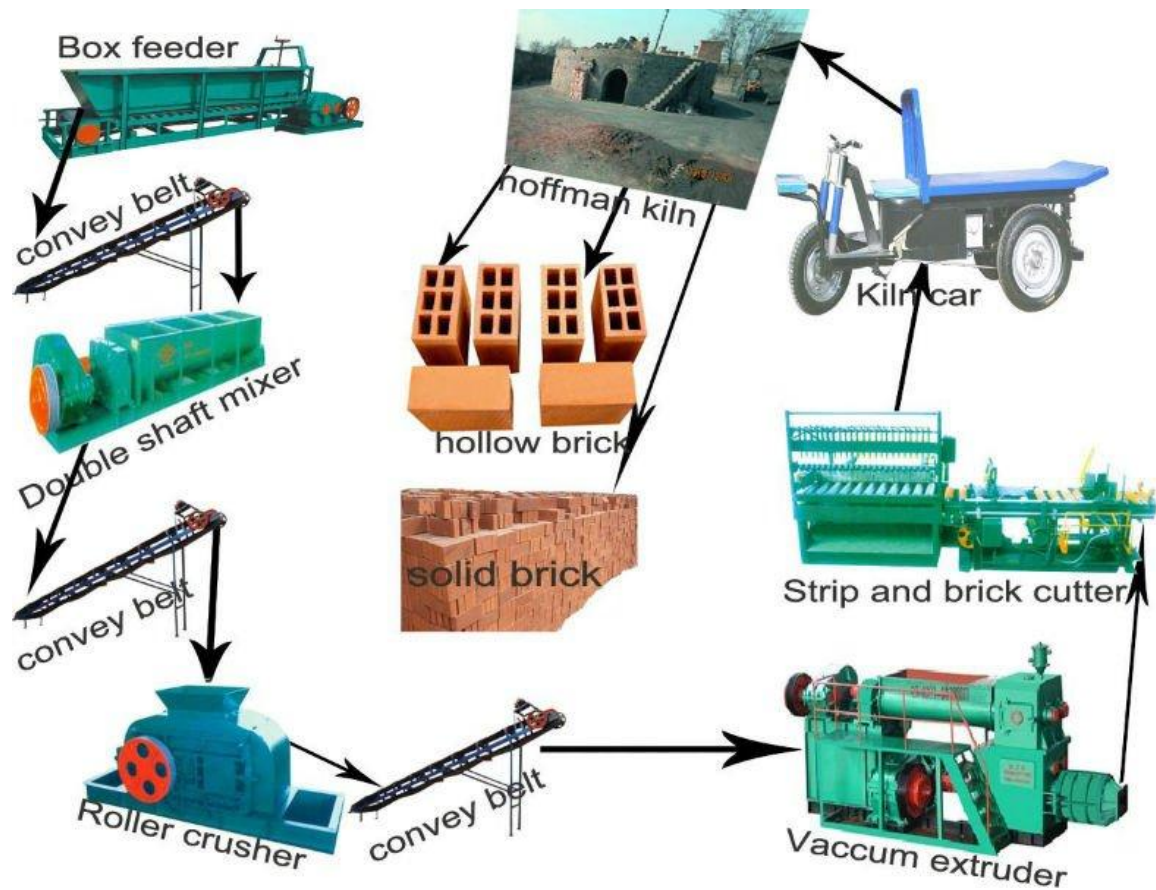 Box feeder
convey belt
Double shaft mixer
convey belt
Roller crusher
convey belt
Vaccum extruder
Strip and brick cutter
Kiln car
hoffman kiln
hollow brick
solid brick